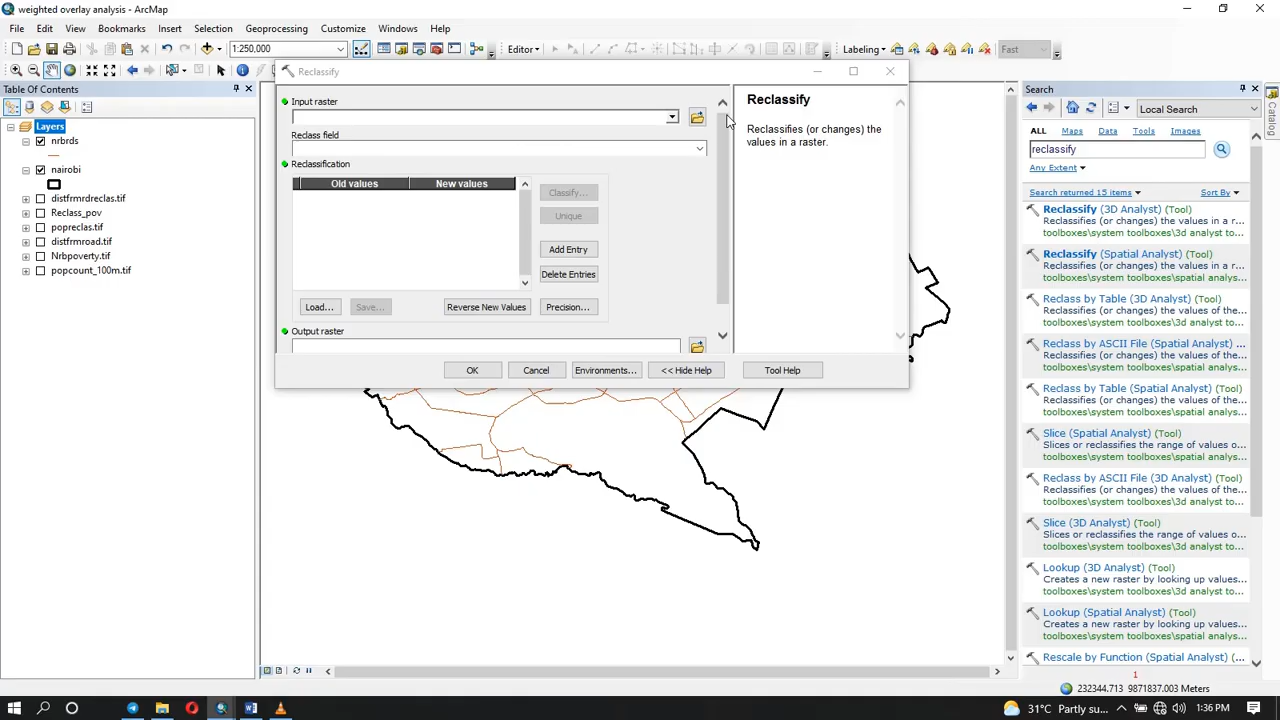 weighted overlay analysis - ArcMap
File Edit View Bookmarks Insert Selection Geoprocessing Customize Windows Help
1:250,000
Editor
Labeling
Fast
Table Of Contents
Layers
nrbrds
nairobi
distfrmrdreclas.tif
Reclass_pov
popreclas.tif
distfrmroad.tif
Nrbpoverty.tif
popcount_100m.tif
Reclassify
Input raster
Reclass field
Reclassification
Old values New values
Classify...
Unique
Add Entry
Delete Entries
Load... Save... Reverse New Values Precision...
Output raster
OK Cancel Environments... << Hide Help Tool Help
Reclassify
Reclassifies (or changes) the
values in a raster.
Search
Catalog
Local Search
ALL Maps Data Tools Images
reclassify
Any Extent
Search returned 15 items Sort By
Reclassify (3D Analyst) (Tool)
Reclassifies (or changes) the values in a r...
toolboxes\system toolboxes\3d analyst to...
Reclassify (Spatial Analyst) (Tool)
Reclassifies (or changes) the values in a r...
toolboxes\system toolboxes\spatial analys...
Reclass by Table (3D Analyst) (Tool)
Reclassifies (or changes) the values of the...
toolboxes\system toolboxes\3d analyst to...
Reclass by ASCII File (Spatial Analyst) ...
Reclassifies (or changes) the values of the...
toolboxes\system toolboxes\spatial analys...
Reclass by Table (Spatial Analyst) (Tool)
Reclassifies (or changes) the values of the...
toolboxes\system toolboxes\spatial analys...
Slice (Spatial Analyst) (Tool)
Slices or reclassifies the range of values o...
toolboxes\system toolboxes\spatial analys...
Reclass by ASCII File (3D Analyst) (Tool)
Reclassifies (or changes) the values of the...
toolboxes\system toolboxes\3d analyst to...
Slice (3D Analyst) (Tool)
Slices or reclassifies the range of values o...
toolboxes\system toolboxes\3d analyst to...
Lookup (3D Analyst) (Tool)
Creates a new raster by looking up values...
toolboxes\system toolboxes\3d analyst to...
Lookup (Spatial Analyst) (Tool)
Creates a new raster by looking up values...
toolboxes\system toolboxes\spatial analys...
Rescale by Function (Spatial Analyst) (...
1
232344.713 9871837.003 Meters
31°C Partly su... 1:36 PM